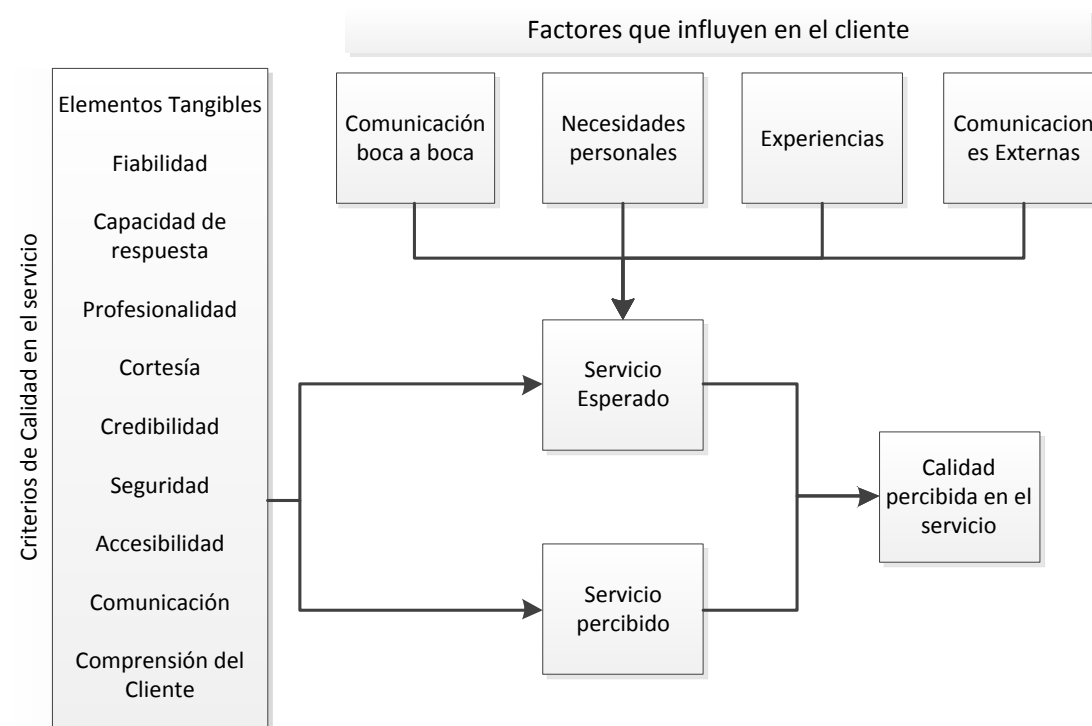 Factores que influyen en el cliente
Comunicación
boca a boca
Necesidades
personales
Experiencias
Comunicacion
es Externas
Criterios de Calidad en el servicio
Elementos Tangibles
Fiabilidad
Capacidad de
respuesta
Profesionalidad
Cortesía
Credibilidad
Seguridad
Accesibilidad
Comunicación
Comprensión del
Cliente
Servicio
Esperado
Servicio
percibido
Calidad
percibida en el
servicio